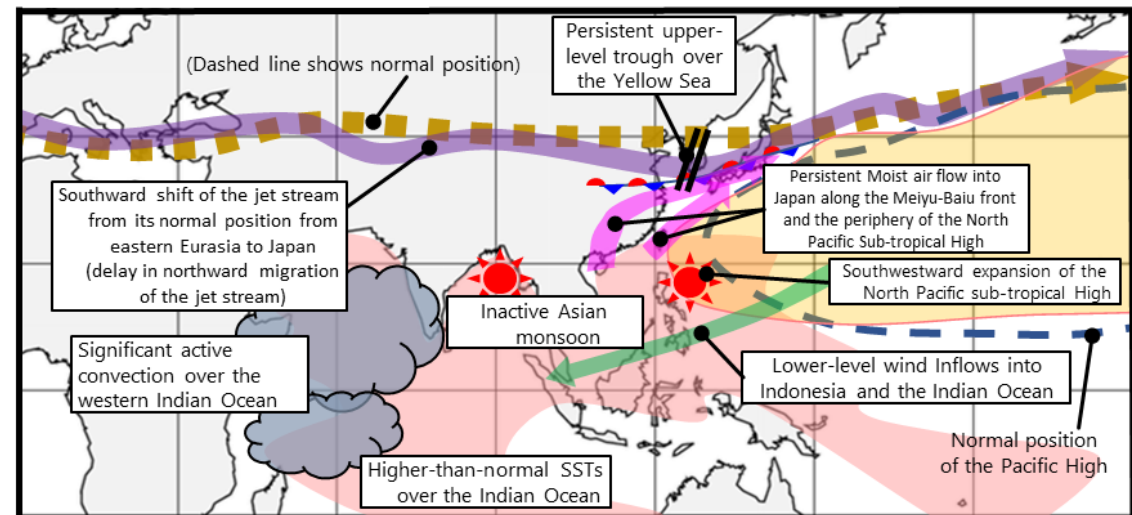 (Dashed line shows normal position)
Persistent upper-
level trough over
the Yellow Sea
Southward shift of the jet stream
from its normal position from
eastern Eurasia to Japan
(delay in northward migration
of the jet stream)
Persistent Moist air flow into
Japan along the Meiyu-Baiu front
and the periphery of the North
Pacific Sub-tropical High
Inactive Asian
monsoon
Southwestward expansion of the
North Pacific sub-tropical High
Significant active
convection over the
western Indian Ocean
Lower-level wind Inflows into
Indonesia and the Indian Ocean
Higher-than-normal SSTs
over the Indian Ocean
Normal position
of the Pacific High